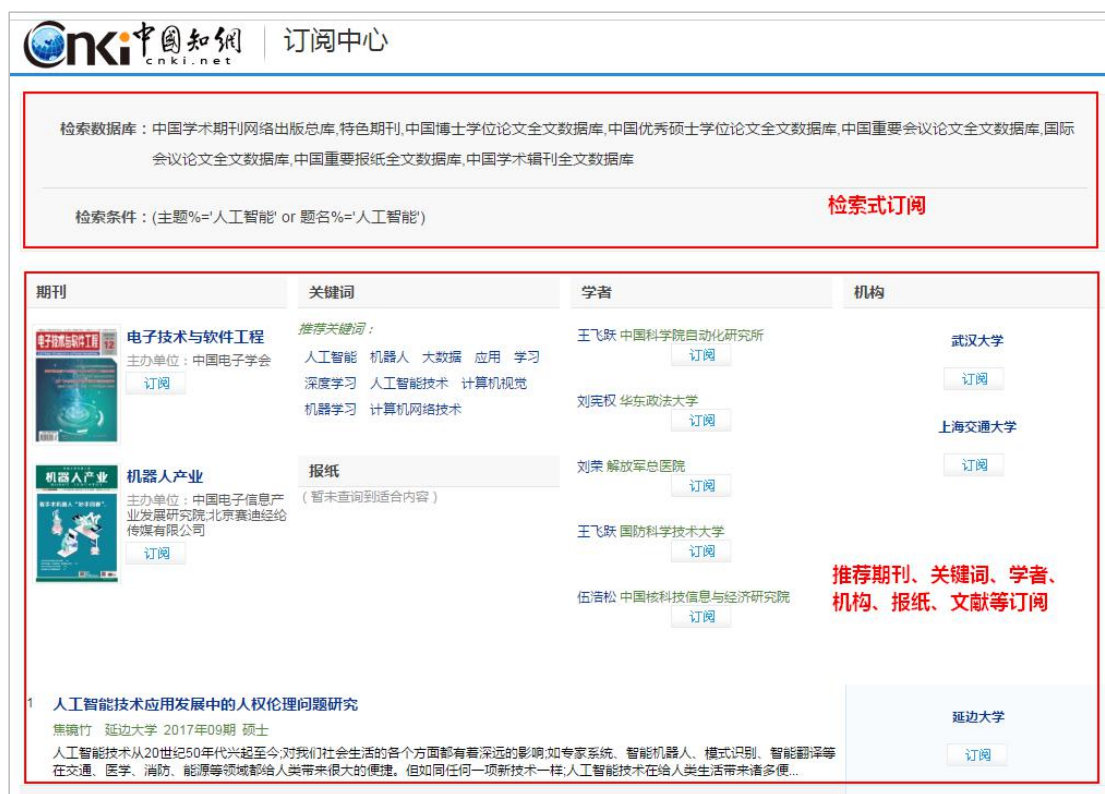 Cnki中國知網
cnki.net
订阅中心
检索数据库：中国学术期刊网络出版总库,特色期刊,中国博士学位论文全文数据库,中国优秀硕士学位论文全文数据库,中国重要会议论文全文数据库,国际
会议论文全文数据库,中国重要报纸全文数据库,中国学术辑刊全文数据库
检索条件：(主题%='人工智能' or 题名%='人工智能')
检索式订阅
期刊
电子技术与软件工程
12
电子技术与软件工程
主办单位：中国电子学会
订阅
机器人产业
机器人产业
主办单位：中国电子信息产
业发展研究院;北京赛迪经纶
传媒有限公司
订阅
关键词
推荐关键词：
人工智能 机器人 大数据 应用 学习
深度学习 人工智能技术 计算机视觉
机器学习 计算机网络技术
报纸
（暂未查询到适合内容）
学者
王飞跃 中国科学院自动化研究所
订阅
刘宪权 华东政法大学
订阅
刘荣 解放军总医院
订阅
王飞跃 国防科学技术大学
订阅
伍浩松 中国核科技信息与经济研究院
订阅
机构
武汉大学
订阅
上海交通大学
订阅
推荐期刊、关键词、学者、
机构、报纸、文献等订阅
1 人工智能技术应用发展中的人权伦理问题研究
焦镜竹 延边大学 2017年09期 硕士
人工智能技术从20世纪50年代兴起至今;对我们社会生活的各个方面都有着深远的影响;如专家系统、智能机器人、模式识别、智能翻译等
在交通、医学、消防、能源等领域都给人类带来很大的便捷。但如同任何一项新技术一样;人工智能技术在给人类生活带来诸多便...
延边大学
订阅